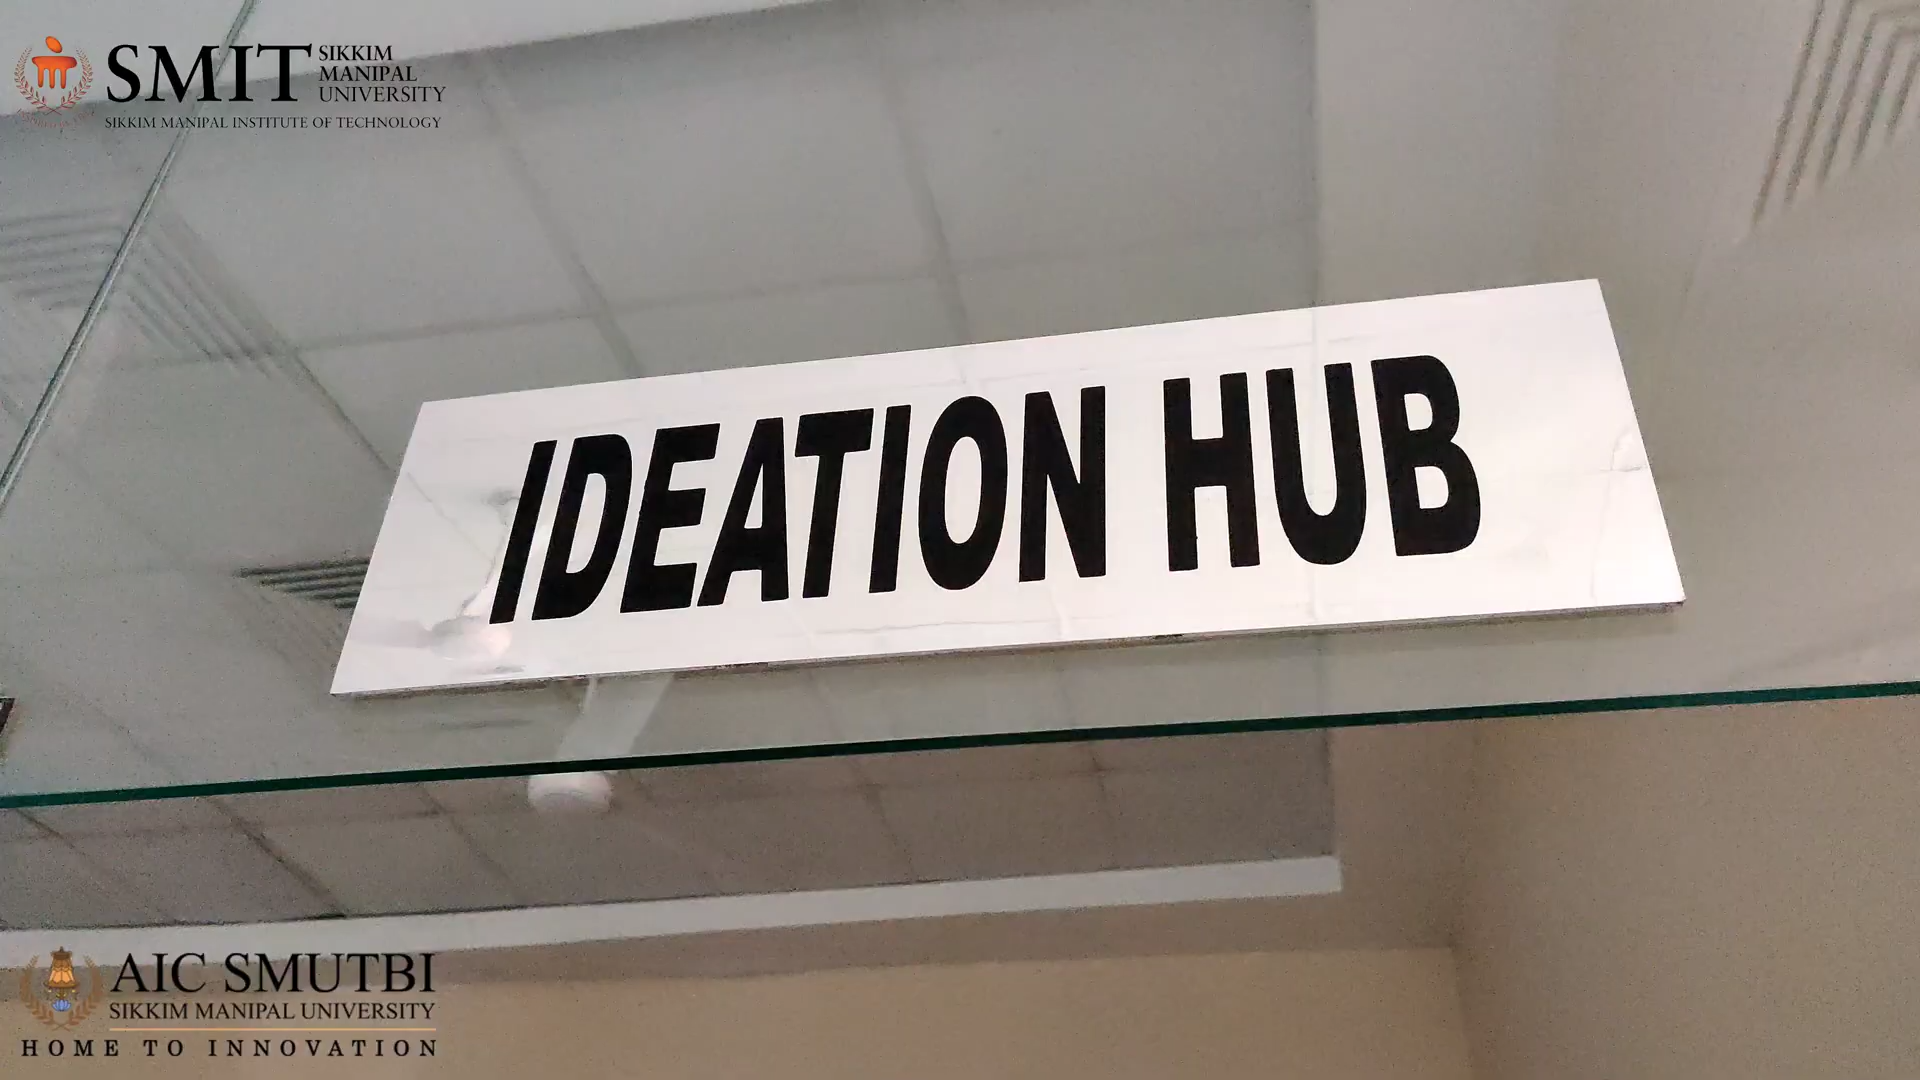 SMIT
SIKKIM
MANIPAL
UNIVERSITY
SIKKIM MANIPAL INSTITUTE OF TECHNOLOGY
IDEATION HUB
AIC SMUTBI
SIKKIM MANIPAL UNIVERSITY
HOME TO INNOVATION